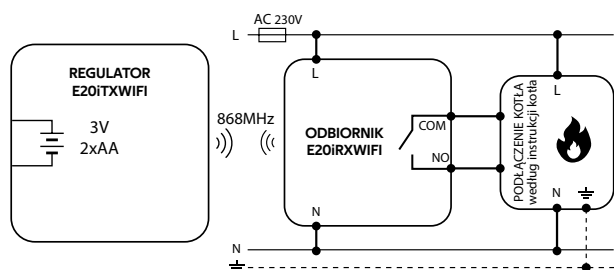 AC 230V
L
REGULATOR
E20iTXWIFI
3V
2xAA
868MHz
L
ODBIORNIK
E20iRXWIFI
COM
NO
N
L
PODŁĄCZENIE KOTŁA
według instrukcji kotła
N
N